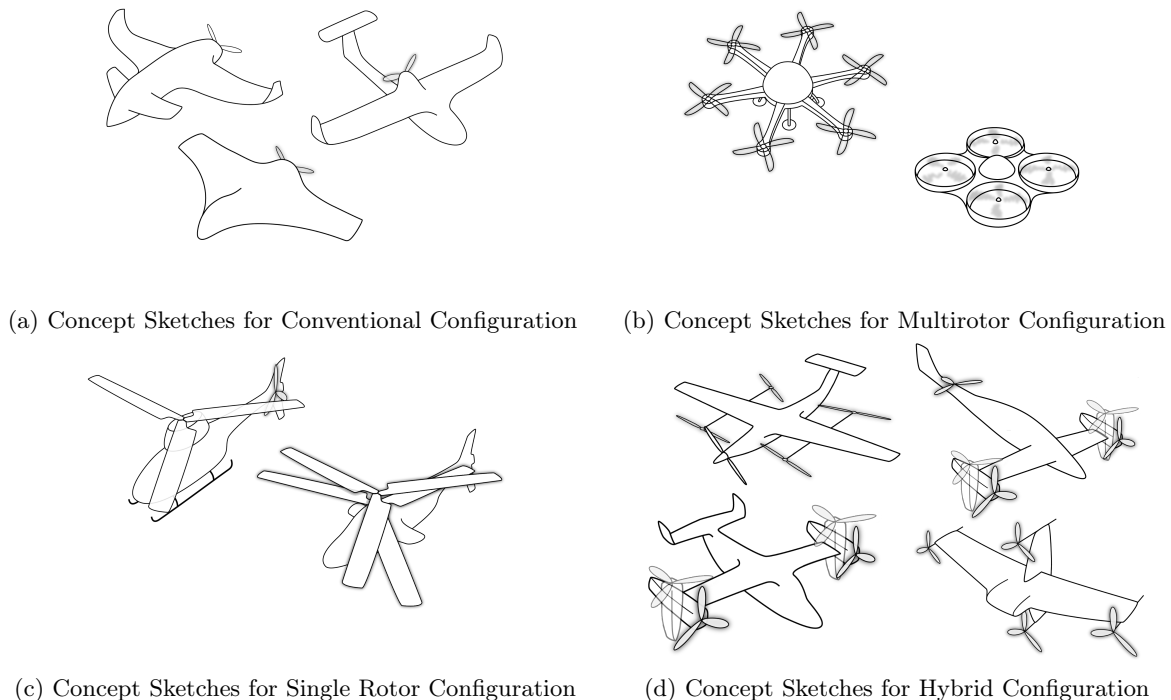 (a) Concept Sketches for Conventional Configuration
(b) Concept Sketches for Multirotor Configuration
(c) Concept Sketches for Single Rotor Configuration
(d) Concept Sketches for Hybrid Configuration